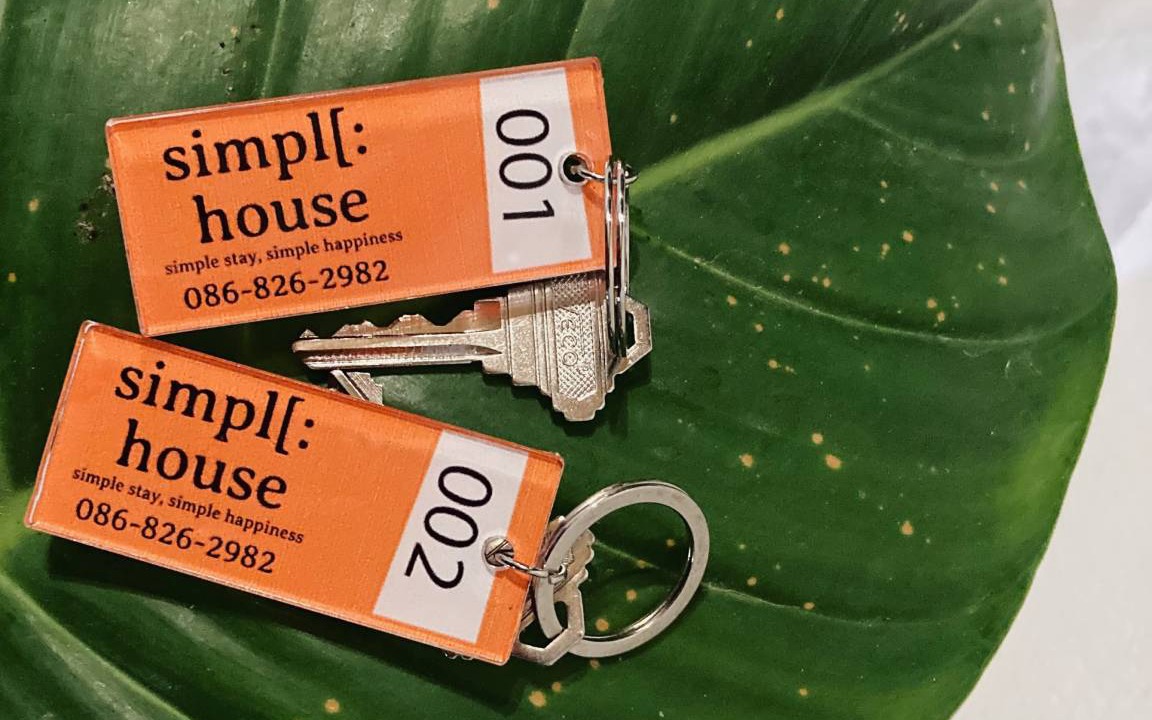 simpl[:
house
simple stay, simple happiness
086-826-2982
001
simpl[:
house
simple stay, simple happiness
086-826-2982
002